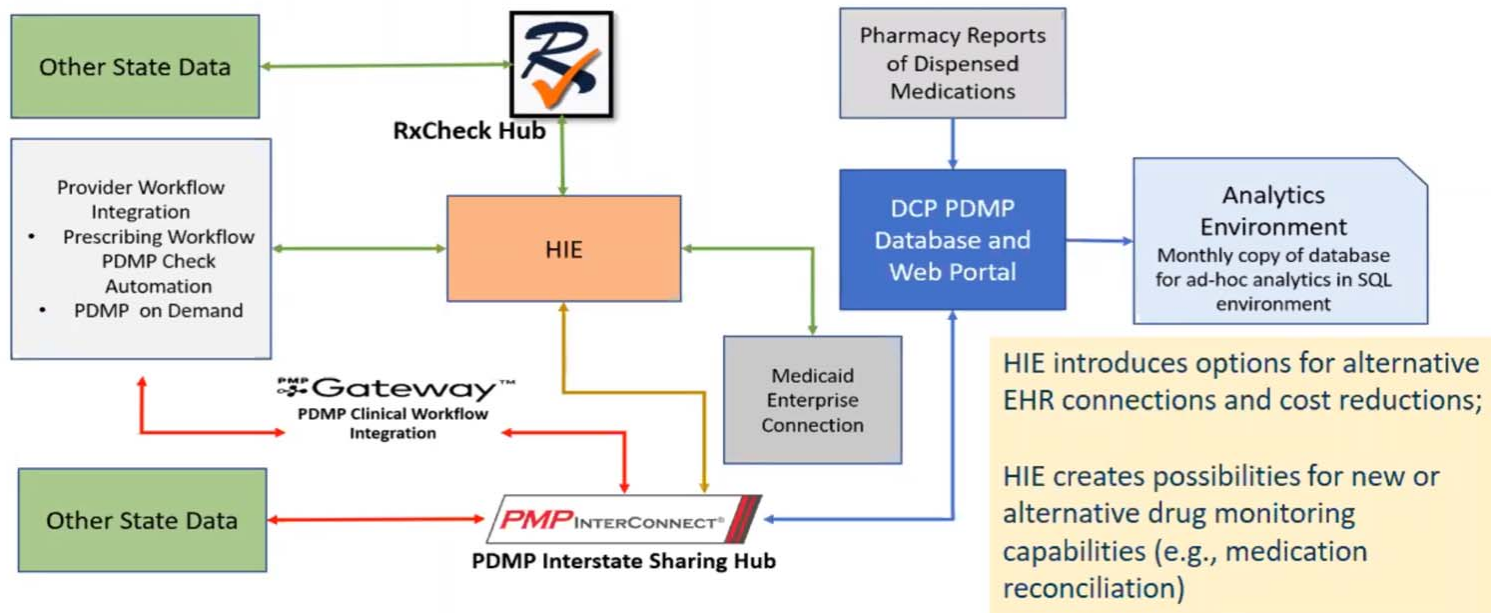 Other State Data
Rx
RxCheck Hub
Pharmacy Reports
of Dispensed
Medications
Provider Workflow
Integration
• Prescribing Workflow
PDMP Check
Automation
• PDMP on Demand
HIE
DCP PDMP
Database and
Web Portal
Analytics
Environment
Monthly copy of database
for ad-hoc analytics in SQL
environment
PMP Gateway™
PDMP Clinical Workflow
Integration
Medicaid
Enterprise
Connection
Other State Data
PMP INTERCONNECT®
PDMP Interstate Sharing Hub
HIE introduces options for alternative
EHR connections and cost reductions;
HIE creates possibilities for new or
alternative drug monitoring
capabilities (e.g., medication
reconciliation)